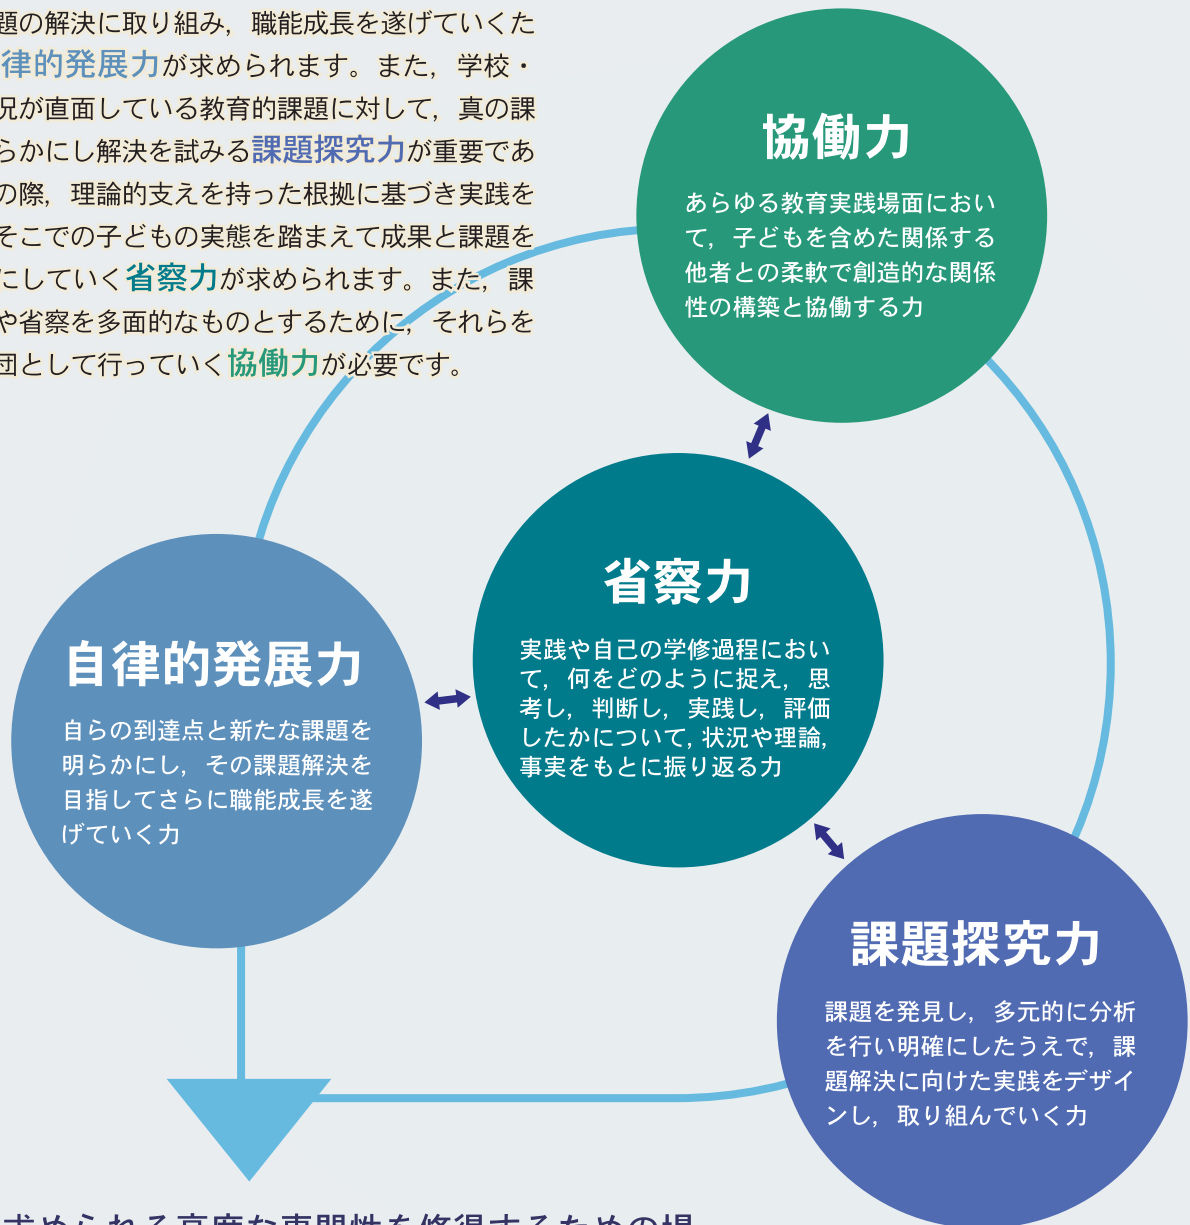 題の解決に取り組み，職能成長を遂げていくた
律的発展力が求められます。また，学校・
況が直面している教育的課題に対して，真の課
らかにし解決を試みる課題探究力が重要であ
の際，理論的支えを持った根拠に基づき実践を
そこでの子どもの実態を踏まえて成果と課題を
にしていく省察力が求められます。また，課
や省察を多面的なものとするために，それらを
団として行っていく協働力が必要です。
協働力
あらゆる教育実践場面におい
て，子どもを含めた関係する
他者との柔軟で創造的な関係
性の構築と協働する力
省察力
実践や自己の学修過程におい
て，何をどのように捉え，思
考し，判断し，実践し，評価
したかについて，状況や理論，
事実をもとに振り返る力
自律的発展力
自らの到達点と新たな課題を
明らかにし，その課題解決を
目指してさらに職能成長を遂
げていく力
課題探究力
課題を発見し，多元的に分析
を行い明確にしたうえで，課
題解決に向けた実践をデザイ
ンし，取り組んでいく力
求められる高度な専門性を修得するための場